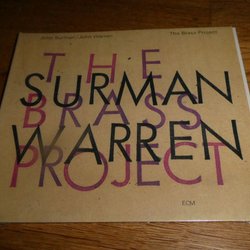 John Surman / John Warren
The Brass Project
THE
SURMAN
BRASS
WARREN
PROJECT
ECM